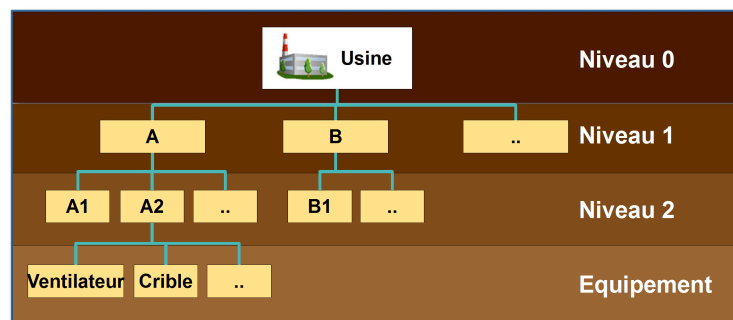 Usine
Niveau 0
A
B
..
Niveau 1
A1
A2
..
B1
..
Niveau 2
Ventilateur
Crible
..
Equipement